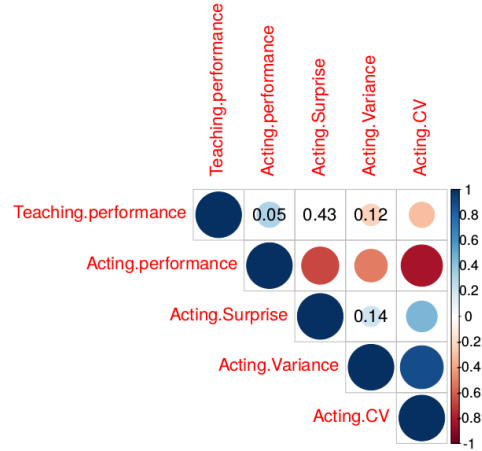 Teaching.performance
Acting.performance
Acting.Surprise
Acting.Variance
Acting.CV
Teaching.performance 0.05 0.43 0.12
Acting.performance
Acting.Surprise 0.14
Acting.Variance
Acting.CV
1
0.8
0.6
0.4
0.2
0
-0.2
-0.4
-0.6
-0.8
-1